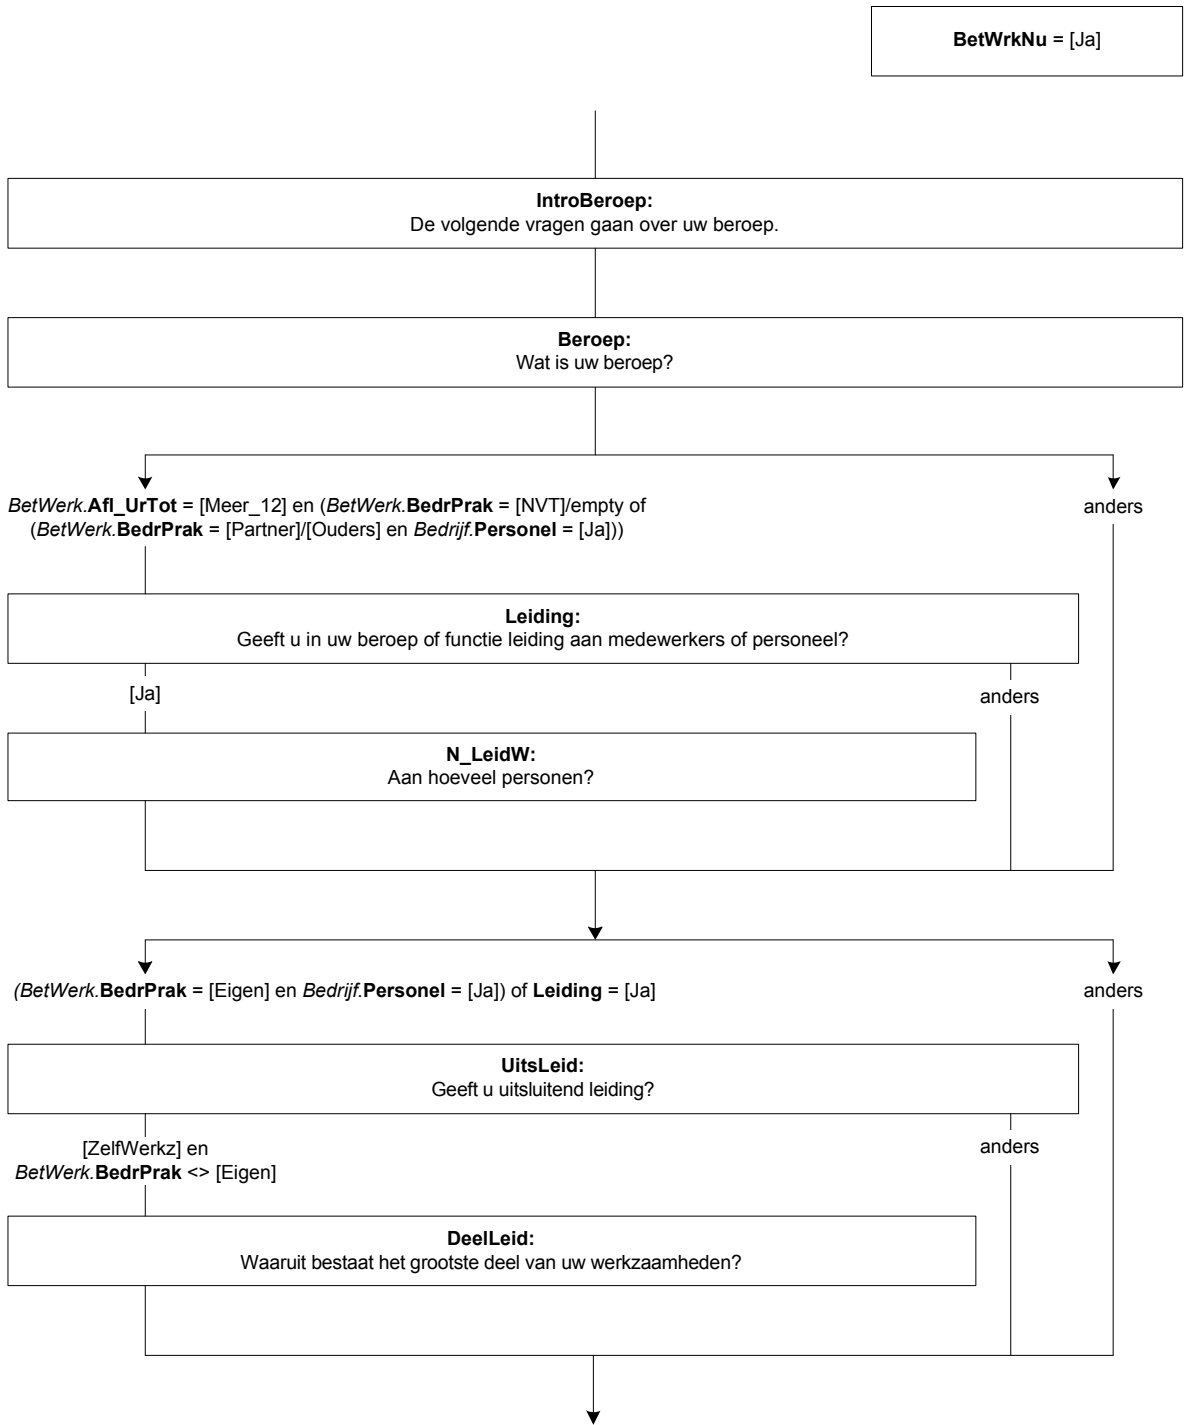 BetWrkNu = [Ja]
IntroBeroep:
De volgende vragen gaan over uw beroep.
Beroep:
Wat is uw beroep?
BetWerk.Afl_UrTot = [Meer_12] en (BetWerk.BedrPrak = [NVT]/empty of
(BetWerk.BedrPrak = [Partner]/[Ouders] en Bedrijf.Personel = [Ja]))
anders
Leiding:
Geeft u in uw beroep of functie leiding aan medewerkers of personeel?
[Ja]
anders
N_LeidW:
Aan hoeveel personen?
(BetWerk.BedrPrak = [Eigen] en Bedrijf.Personel = [Ja]) of Leiding = [Ja]
anders
UitsLeid:
Geeft u uitsluitend leiding?
[ZelfWerkz] en
BetWerk.BedrPrak <> [Eigen]
anders
DeelLeid:
Waaruit bestaat het grootste deel van uw werkzaamheden?